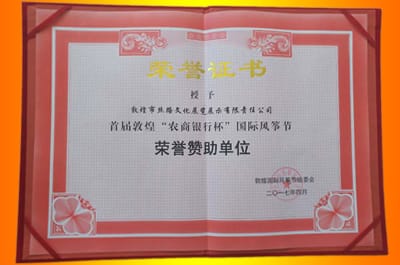 荣誉证书
授予
敦煌市丝路文化展览展示有限责任公司
首届敦煌“农商银行杯”国际风筝节
荣誉赞助单位
敦煌国际风筝节组委会
二〇一七年四月